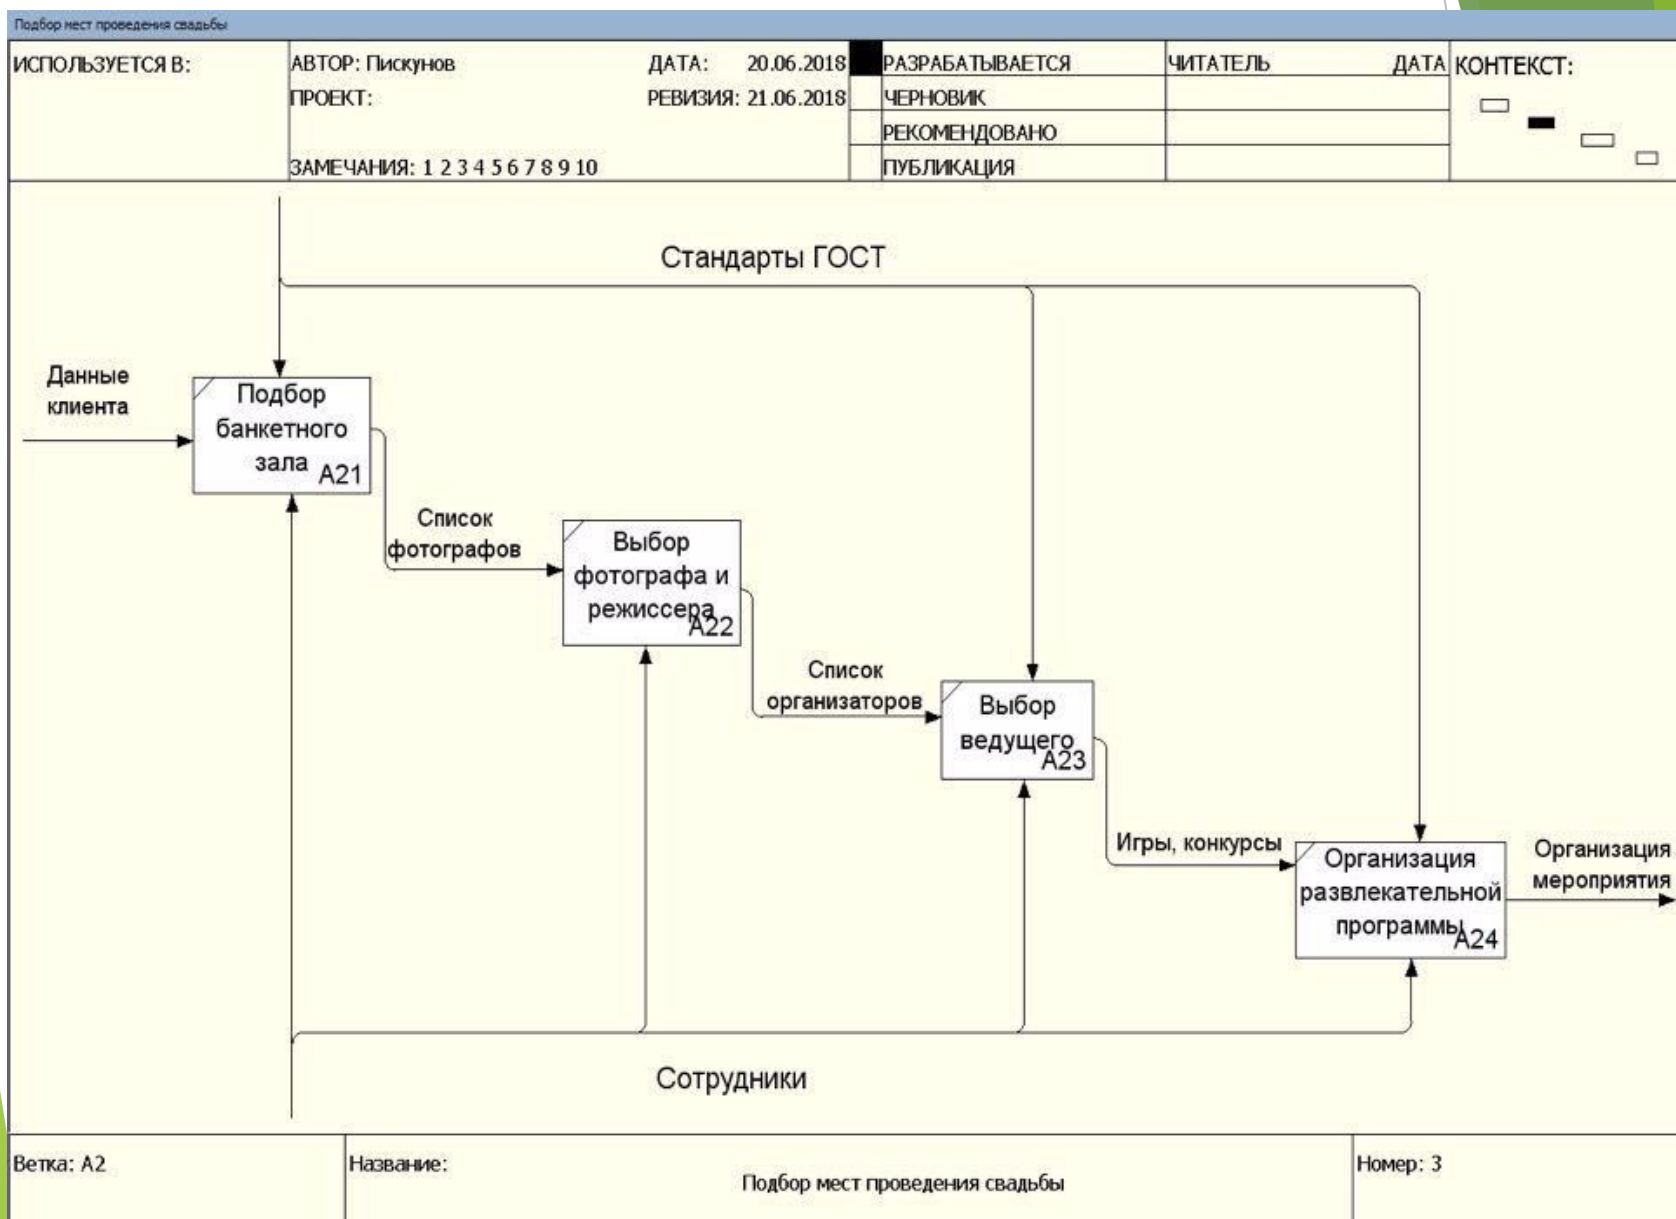 Подбор мест проведения свадьбы
ИСПОЛЬЗУЕТСЯ В:
АВТОР: Пискунов
ДАТА: 20.06.2018
ПРОЕКТ:
РЕВИЗИЯ: 21.06.2018
ЗАМЕЧАНИЯ: 1 2 3 4 5 6 7 8 9 10
РАЗРАБАТЫВАЕТСЯ
ЧЕРНОВИК
РЕКОМЕНДОВАНО
ПУБЛИКАЦИЯ
ЧИТАТЕЛЬ
ДАТА
КОНТЕКСТ:
Стандарты ГОСТ
Данные
клиента
Подбор
банкетного
зала
A21
Список
фотографов
Выбор
фотографа и
режиссера
A22
Список
организаторов
Выбор
ведущего
A23
Игры, конкурсы
Организация
развлекательной
программы
A24
Организация
мероприятия
Сотрудники
Ветка: A2
Название:
Подбор мест проведения свадьбы
Номер: 3